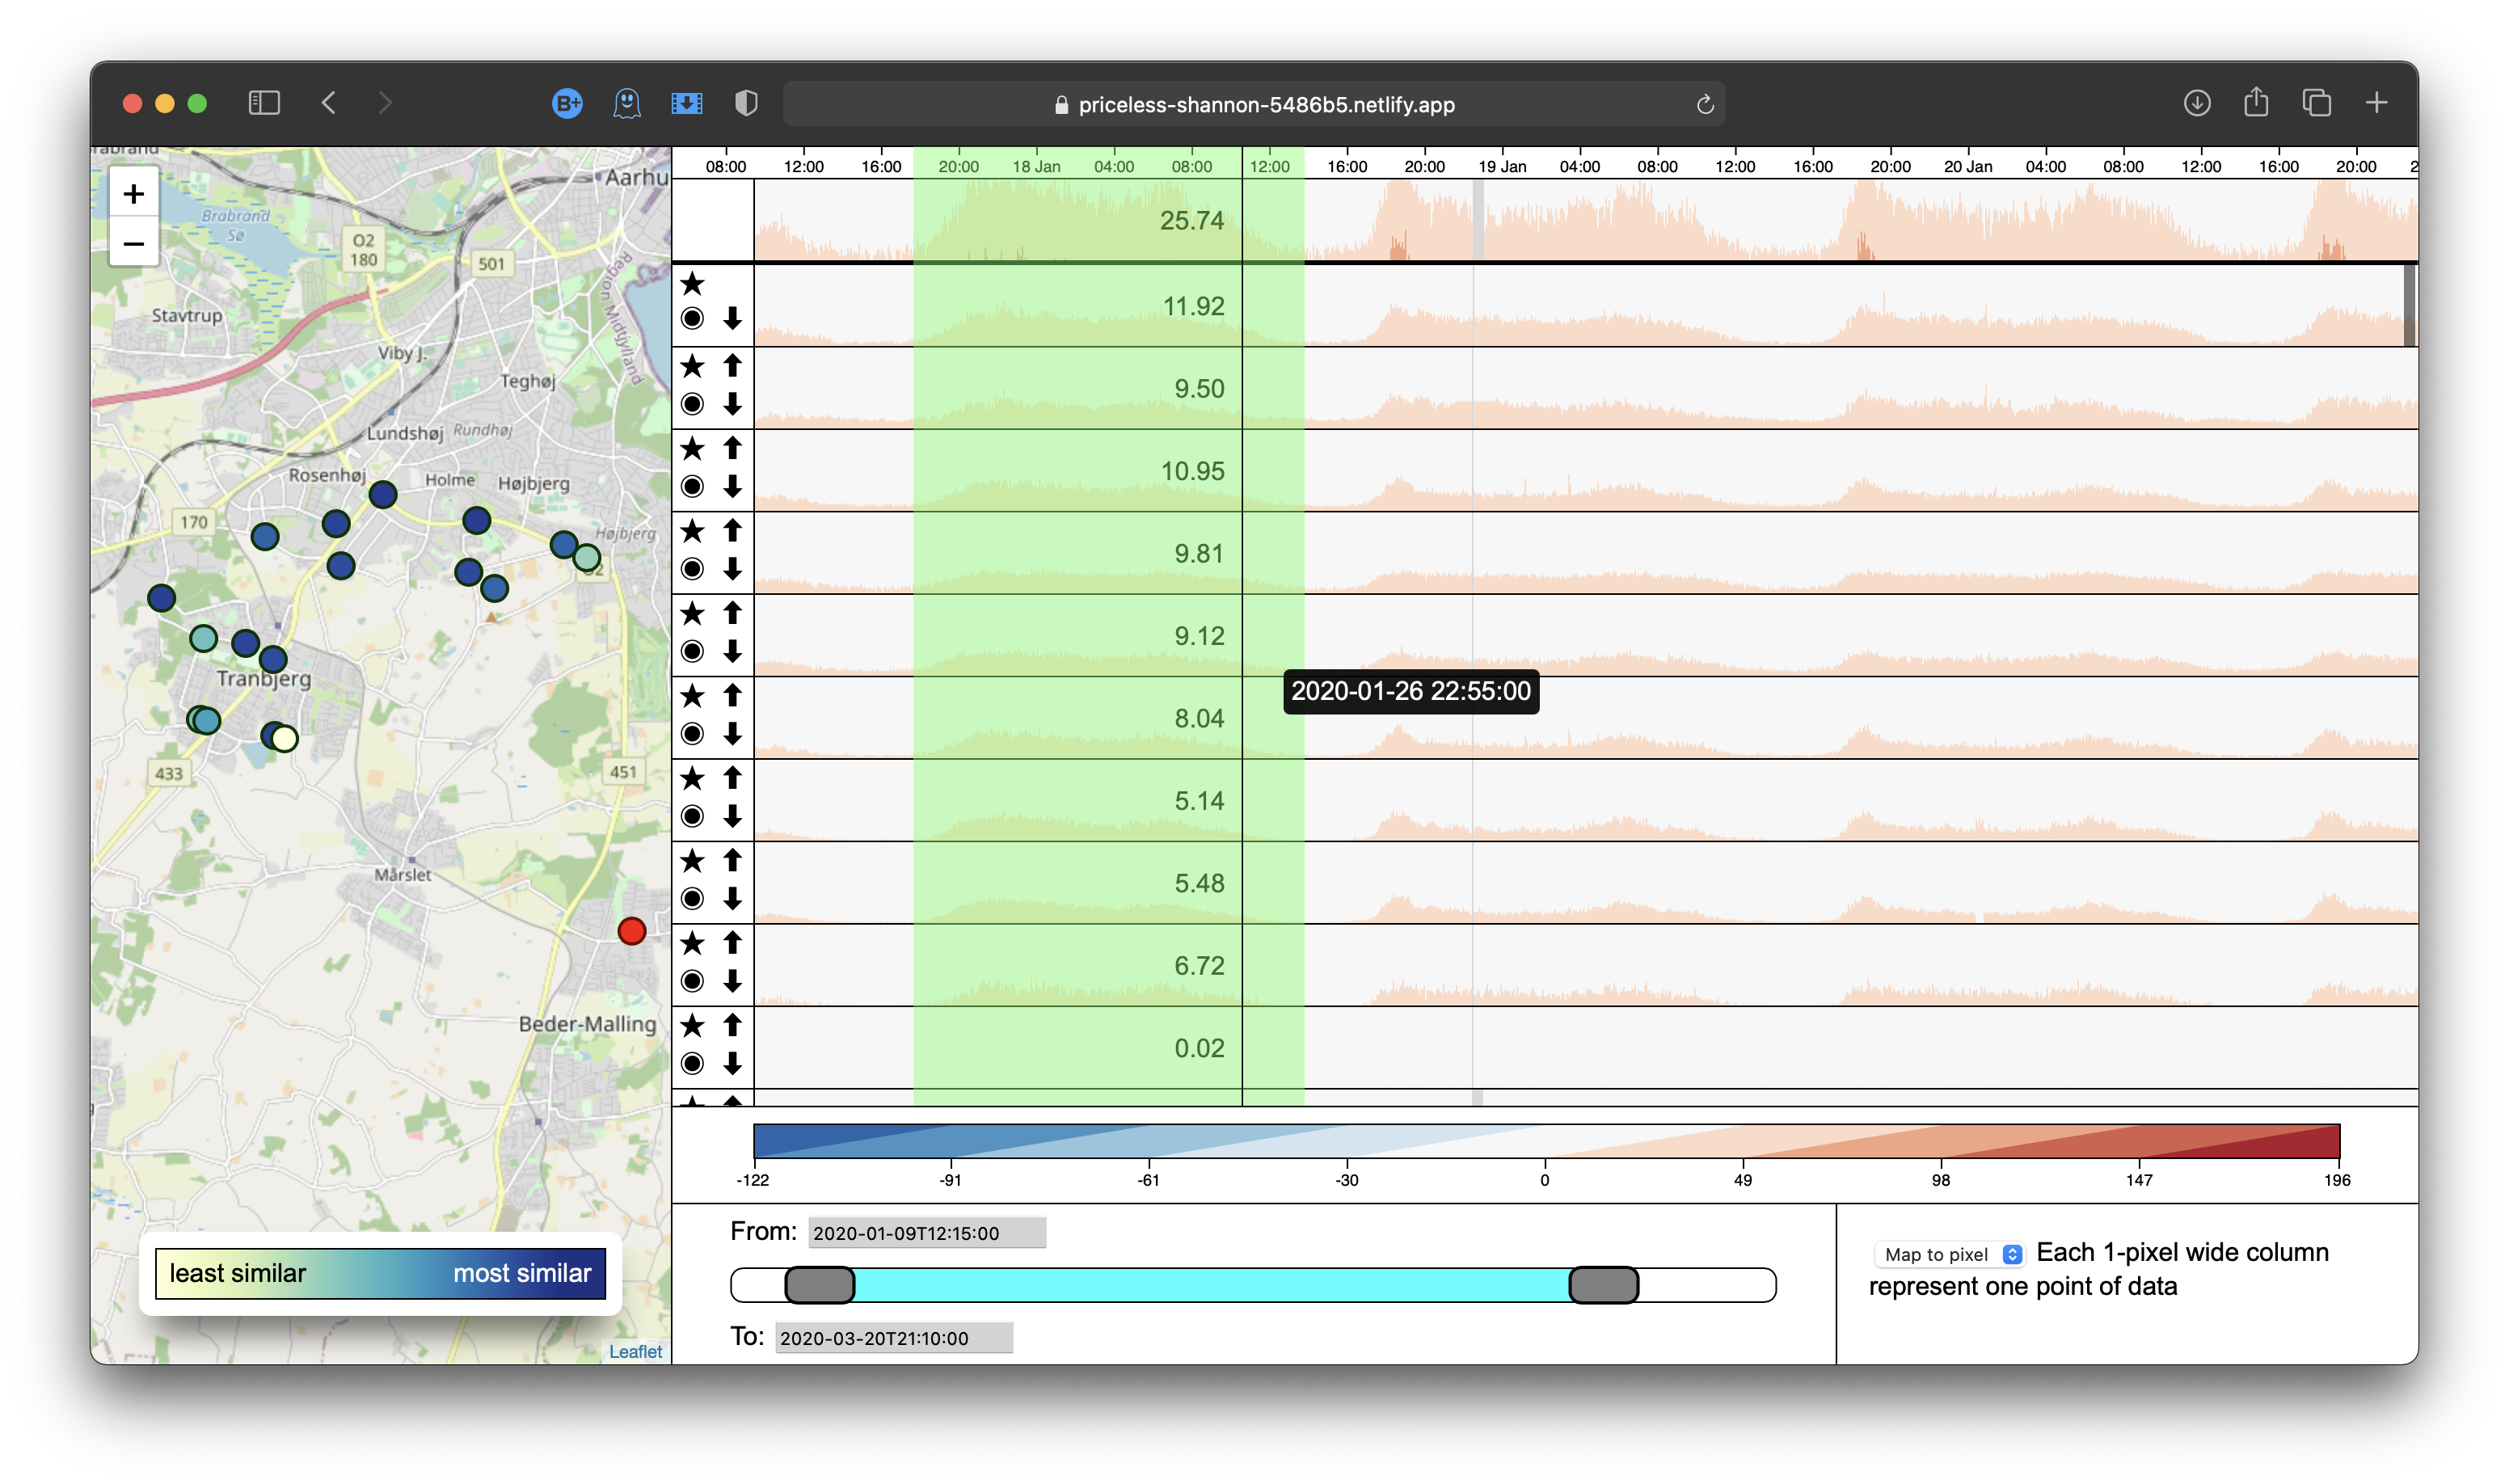 priceless-shannon-5486b5.netlify.app
B+
Brabrand
Aarhu
+
−
Brabrand
Sø
O2
180
501
Region Midtjylland
Stavtrup
Viby J.
Teghøj
Lundshøj
Rundhøj
Rosenhøj
Holme
Højbjerg
170
Højbjerg
Tranbjerg
433
451
Mårslet
Beder-Malling
least similar
most similar
Leaflet
08:00 12:00 16:00 20:00 18 Jan 04:00 08:00 12:00 16:00 20:00 19 Jan 04:00 08:00 12:00 16:00 20:00 20 Jan 04:00 08:00 12:00 16:00 20:00 2
25.74
11.92
9.50
10.95
9.81
9.12
2020-01-26 22:55:00
8.04
5.14
5.48
6.72
0.02
-122 -91 -61 -30 0 49 98 147 196
From: 2020-01-09T12:15:00
To: 2020-03-20T21:10:00
Map to pixel Each 1-pixel wide column
represent one point of data